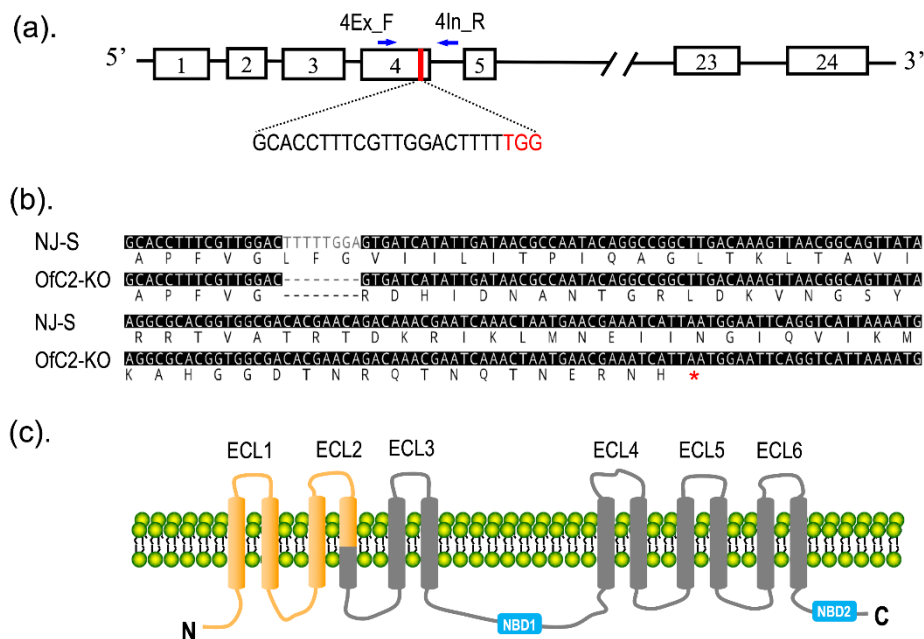 (a).
4Ex_F 4In_R
5’ 1 2 3 4 5 23 24 3’
GCACCTTTCGTTGGACTTTTTGG
(b).
NJ-S GCACCTTTCGTTGGACTTTTTGGAGTGATCATATTGATAACGCCAATACAGGCCGGCTTGACAAAGTTAACGGCAGTTATA
A P F V G L F G V I I L I T P I Q A G L T K L T A V I
OfC2-KO GCACCTTTCGTTGGAC--------GTGATCATATTGATAACGCCAATACAGGCCGGCTTGACAAAGTTAACGGCAGTTATA
A P F V G -------- R D H I D N A N T G R L D K V N G S Y
NJ-S AGGCGCACGGTGGCGACACGAACAGACAAACGAATCAAACTAATGAACGAAATCATTAATGGAATTCAGGTCATTAAAATG
R R T V A T R T D K R I K L M N E I I N G I Q V I K M
OfC2-KO AGGCGCACGGTGGCGACACGAACAGACAAACGAATCAAACTAATGAACGAAATCATTAATGGAATTCAGGTCATTAAAATG
K A H G G D T N R Q T N Q T N E R N H *
(c).
ECL1 ECL2 ECL3 ECL4 ECL5 ECL6
N NBD1 NBD2 C